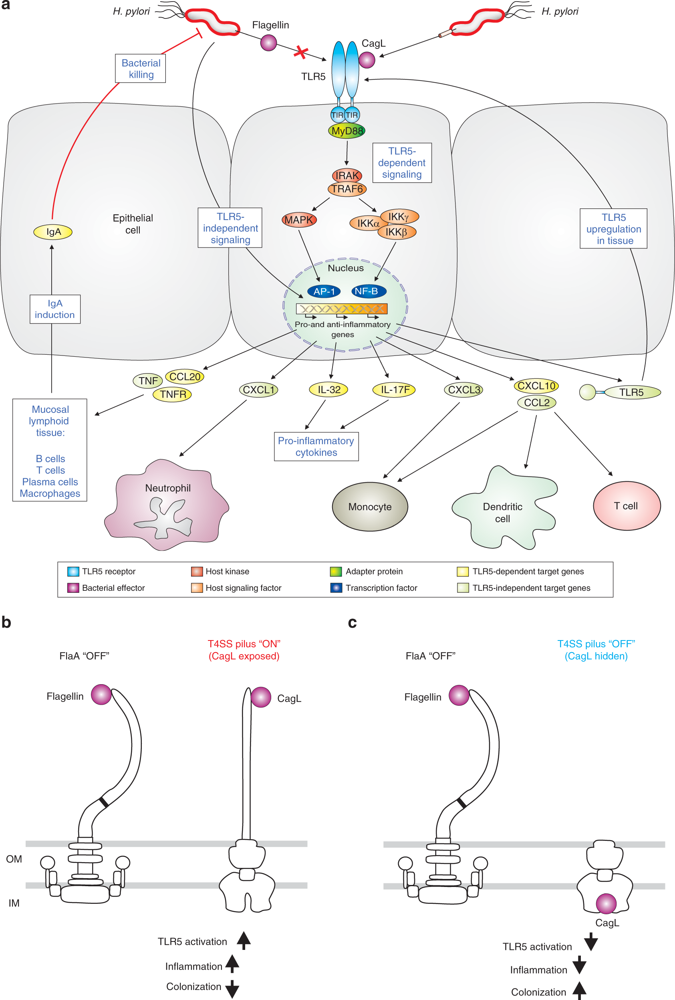 a
H. pylori
H. pylori
Flagellin
CagL
Bacterial
killing
TLR5
TIR
TIR
MyD88
TLR5-
dependent
signaling
IRAK
TRAF6
Epithelial
cell
TLR5-
independent
signaling
MAPK
IKKα
IKKγ
IKKβ
TLR5
upregulation
in tissue
IgA
Nucleus
AP-1
NF-B
IgA
induction
Pro-and anti-inflammatory
genes
TNF
CCL20
TNFR
CXCL1
IL-32
IL-17F
CXCL3
CXCL10
CCL2
TLR5
Mucosal
lymphoid
tissue:
B cells
T cells
Plasma cells
Macrophages
Pro-inflammatory
cytokines
Neutrophil
Monocyte
Dendritic
cell
T cell
TLR5 receptor
Host kinase
Adapter protein
TLR5-dependent target genes
Bacterial effector
Host signaling factor
Transcription factor
TLR5-independent target genes
b
FlaA “OFF”
T4SS pilus “ON”
(CagL exposed)
Flagellin
CagL
OM
IM
TLR5 activation
Inflammation
Colonization
c
FlaA “OFF”
T4SS pilus “OFF”
(CagL hidden)
Flagellin
CagL
TLR5 activation
Inflammation
Colonization